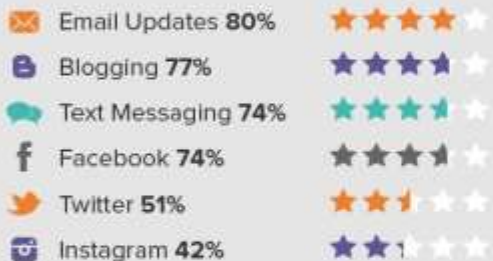 Email Updates 80%
Blogging 77%
Text Messaging 74%
Facebook 74%
Twitter 51%
Instagram 42%